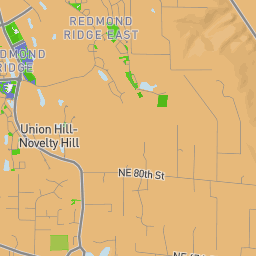 REDMOND
RIDGE EAST
REDMOND
RIDGE
Union Hill-
Novelty Hill
NE 80th St